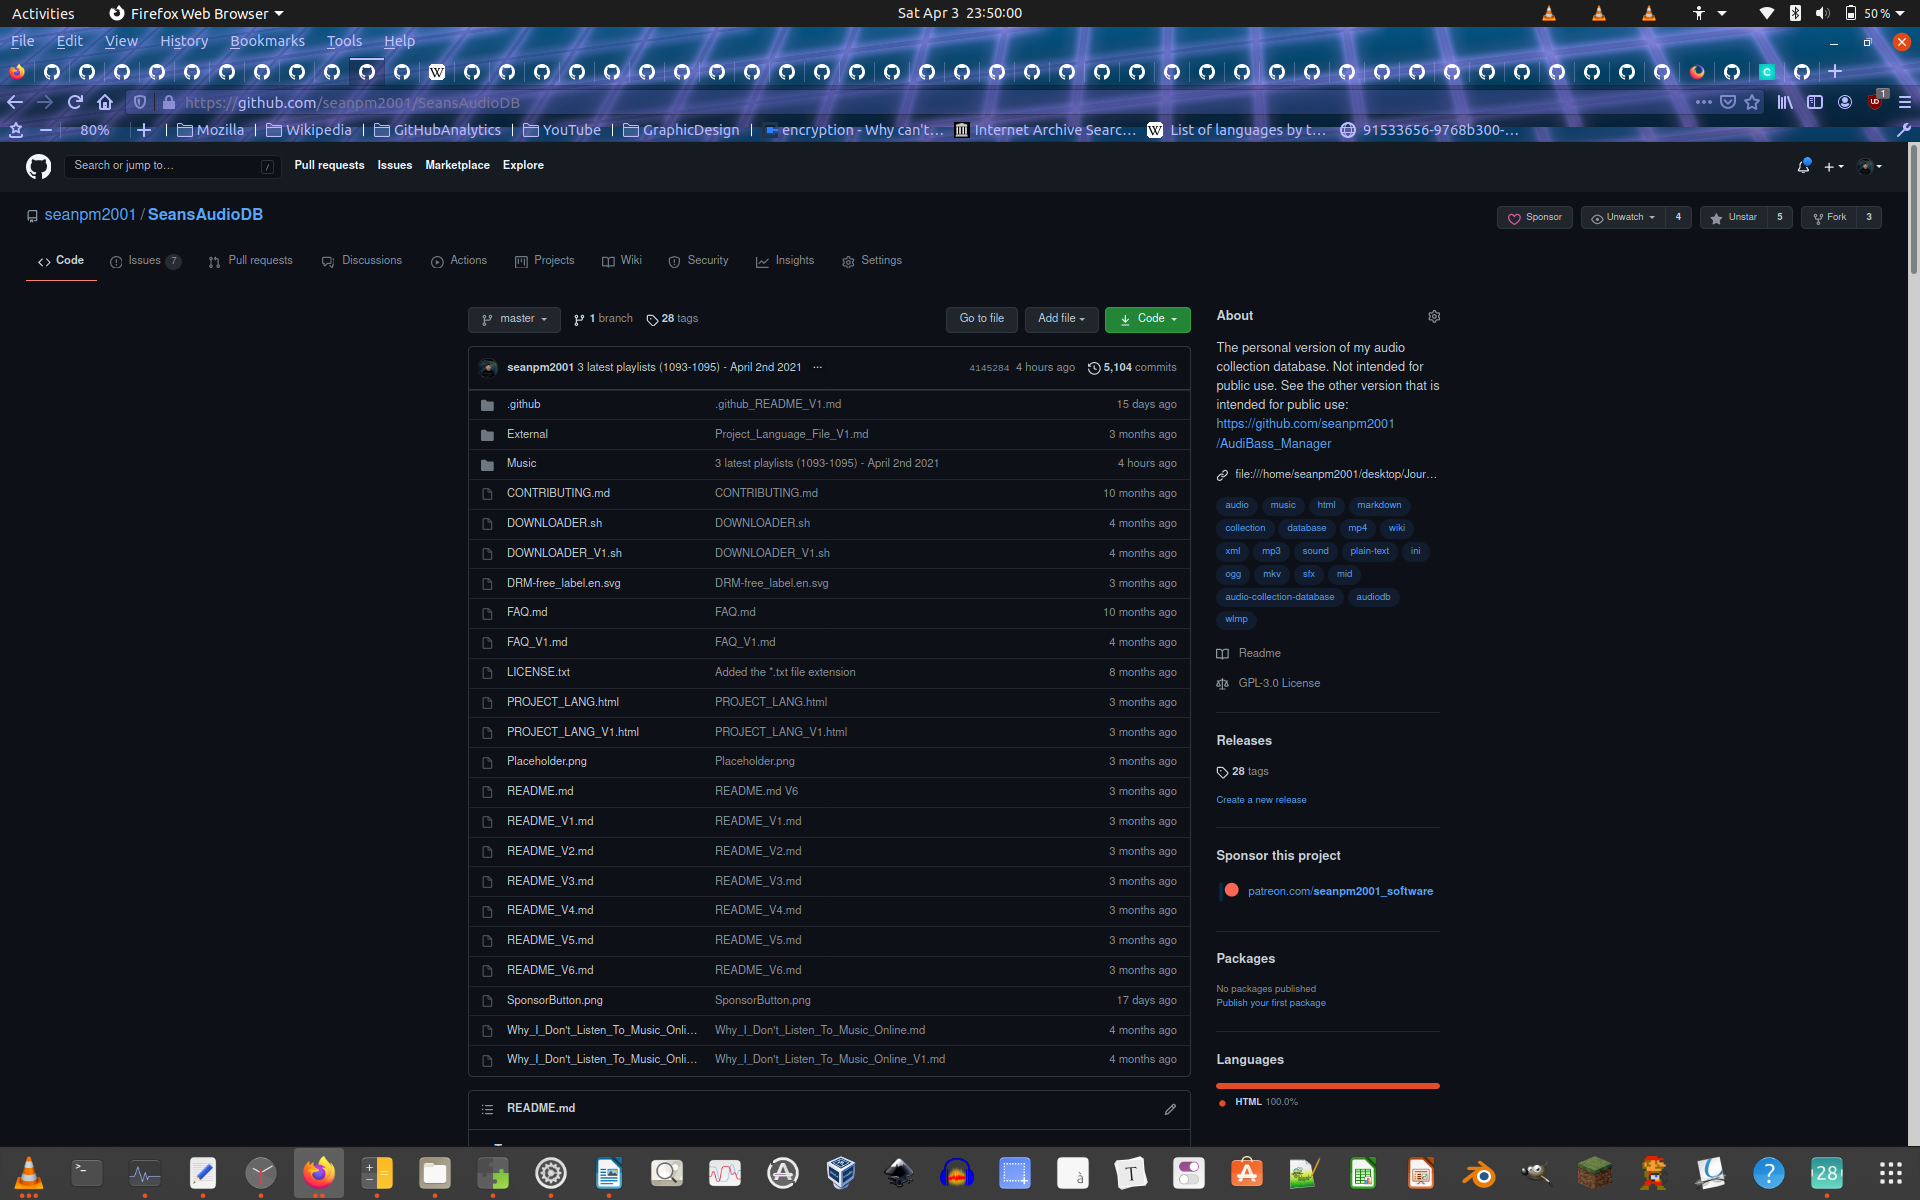 Activities Firefox Web Browser Sat Apr 3 23:50:00 50 %
File Edit View History Bookmarks Tools Help
https://github.com/seanpm2001/SeansAudioDB 1
80% Mozilla Wikipedia GitHubAnalytics YouTube GraphicDesign encryption - Why can't… Internet Archive Searc… List of languages by t… 91533656-9768b300-…
Search or jump to… / Pull requests Issues Marketplace Explore
seanpm2001 / SeansAudioDB Sponsor Unwatch 4 Unstar 5 Fork 3
Code Issues 7 Pull requests Discussions Actions Projects Wiki Security Insights Settings
master 1 branch 28 tags Go to file Add file Code
seanpm2001 3 latest playlists (1093-1095) - April 2nd 2021 ... 4145284 4 hours ago 5,104 commits
.github .github_README_V1.md 15 days ago
External Project_Language_File_V1.md 3 months ago
Music 3 latest playlists (1093-1095) - April 2nd 2021 4 hours ago
CONTRIBUTING.md CONTRIBUTING.md 10 months ago
DOWNLOADER.sh DOWNLOADER.sh 4 months ago
DOWNLOADER_V1.sh DOWNLOADER_V1.sh 4 months ago
DRM-free_label.en.svg DRM-free_label.en.svg 3 months ago
FAQ.md FAQ.md 10 months ago
FAQ_V1.md FAQ_V1.md 4 months ago
LICENSE.txt Added the *.txt file extension 8 months ago
PROJECT_LANG.html PROJECT_LANG.html 3 months ago
PROJECT_LANG_V1.html PROJECT_LANG_V1.html 3 months ago
Placeholder.png Placeholder.png 3 months ago
README.md README.md V6 3 months ago
README_V1.md README_V1.md 3 months ago
README_V2.md README_V2.md 3 months ago
README_V3.md README_V3.md 3 months ago
README_V4.md README_V4.md 3 months ago
README_V5.md README_V5.md 3 months ago
README_V6.md README_V6.md 3 months ago
SponsorButton.png SponsorButton.png 17 days ago
Why_I_Don't_Listen_To_Music_Onli… Why_I_Don't_Listen_To_Music_Online.md 4 months ago
Why_I_Don't_Listen_To_Music_Onli… Why_I_Don't_Listen_To_Music_Online_V1.md 4 months ago
README.md
About
The personal version of my audio
collection database. Not intended for
public use. See the other version that is
intended for public use:
https://github.com/seanpm2001
/AudiBass_Manager
file:///home/seanpm2001/desktop/Jour…
audio music html markdown
collection database mp4 wiki
xml mp3 sound plain-text ini
ogg mkv sfx mid
audio-collection-database audiodb
wlmp
Readme
GPL-3.0 License
Releases
28 tags
Create a new release
Sponsor this project
patreon.com/seanpm2001_software
Packages
No packages published
Publish your first package
Languages
HTML 100.0%
28